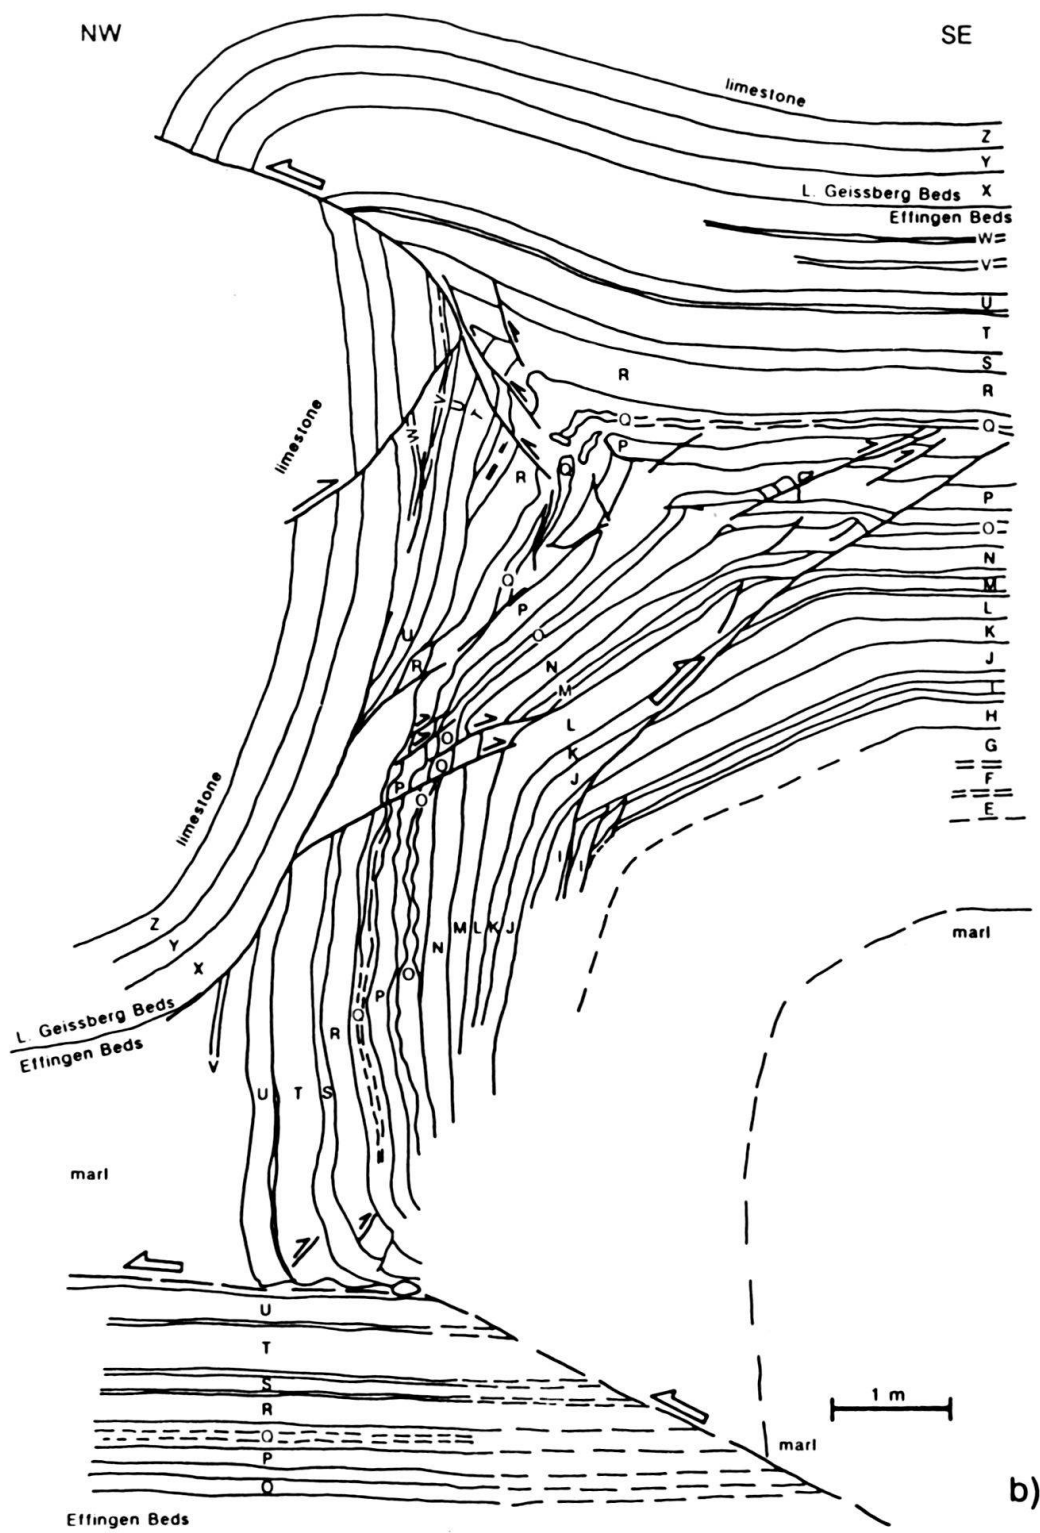 NW
SE
limestone
Z
Y
L. Geissberg Beds X
Effingen Beds
W
V
U
T
S
R
R
Q
Q
P
Q
P
O
N
M
L
K
J
I
H
G
F
E
marl
limestone
W
V
U
T
R
Q
P
O
N
M
L
K
J
I
I
U
R
O
Q
P
O
limestone
Z
Y
X
L. Geissberg Beds
Effingen Beds
V
U
T
S
R
Q
P
O
N
M
L
K
J
marl
U
T
S
R
Q
P
O
Effingen Beds
1 m
marl
b)